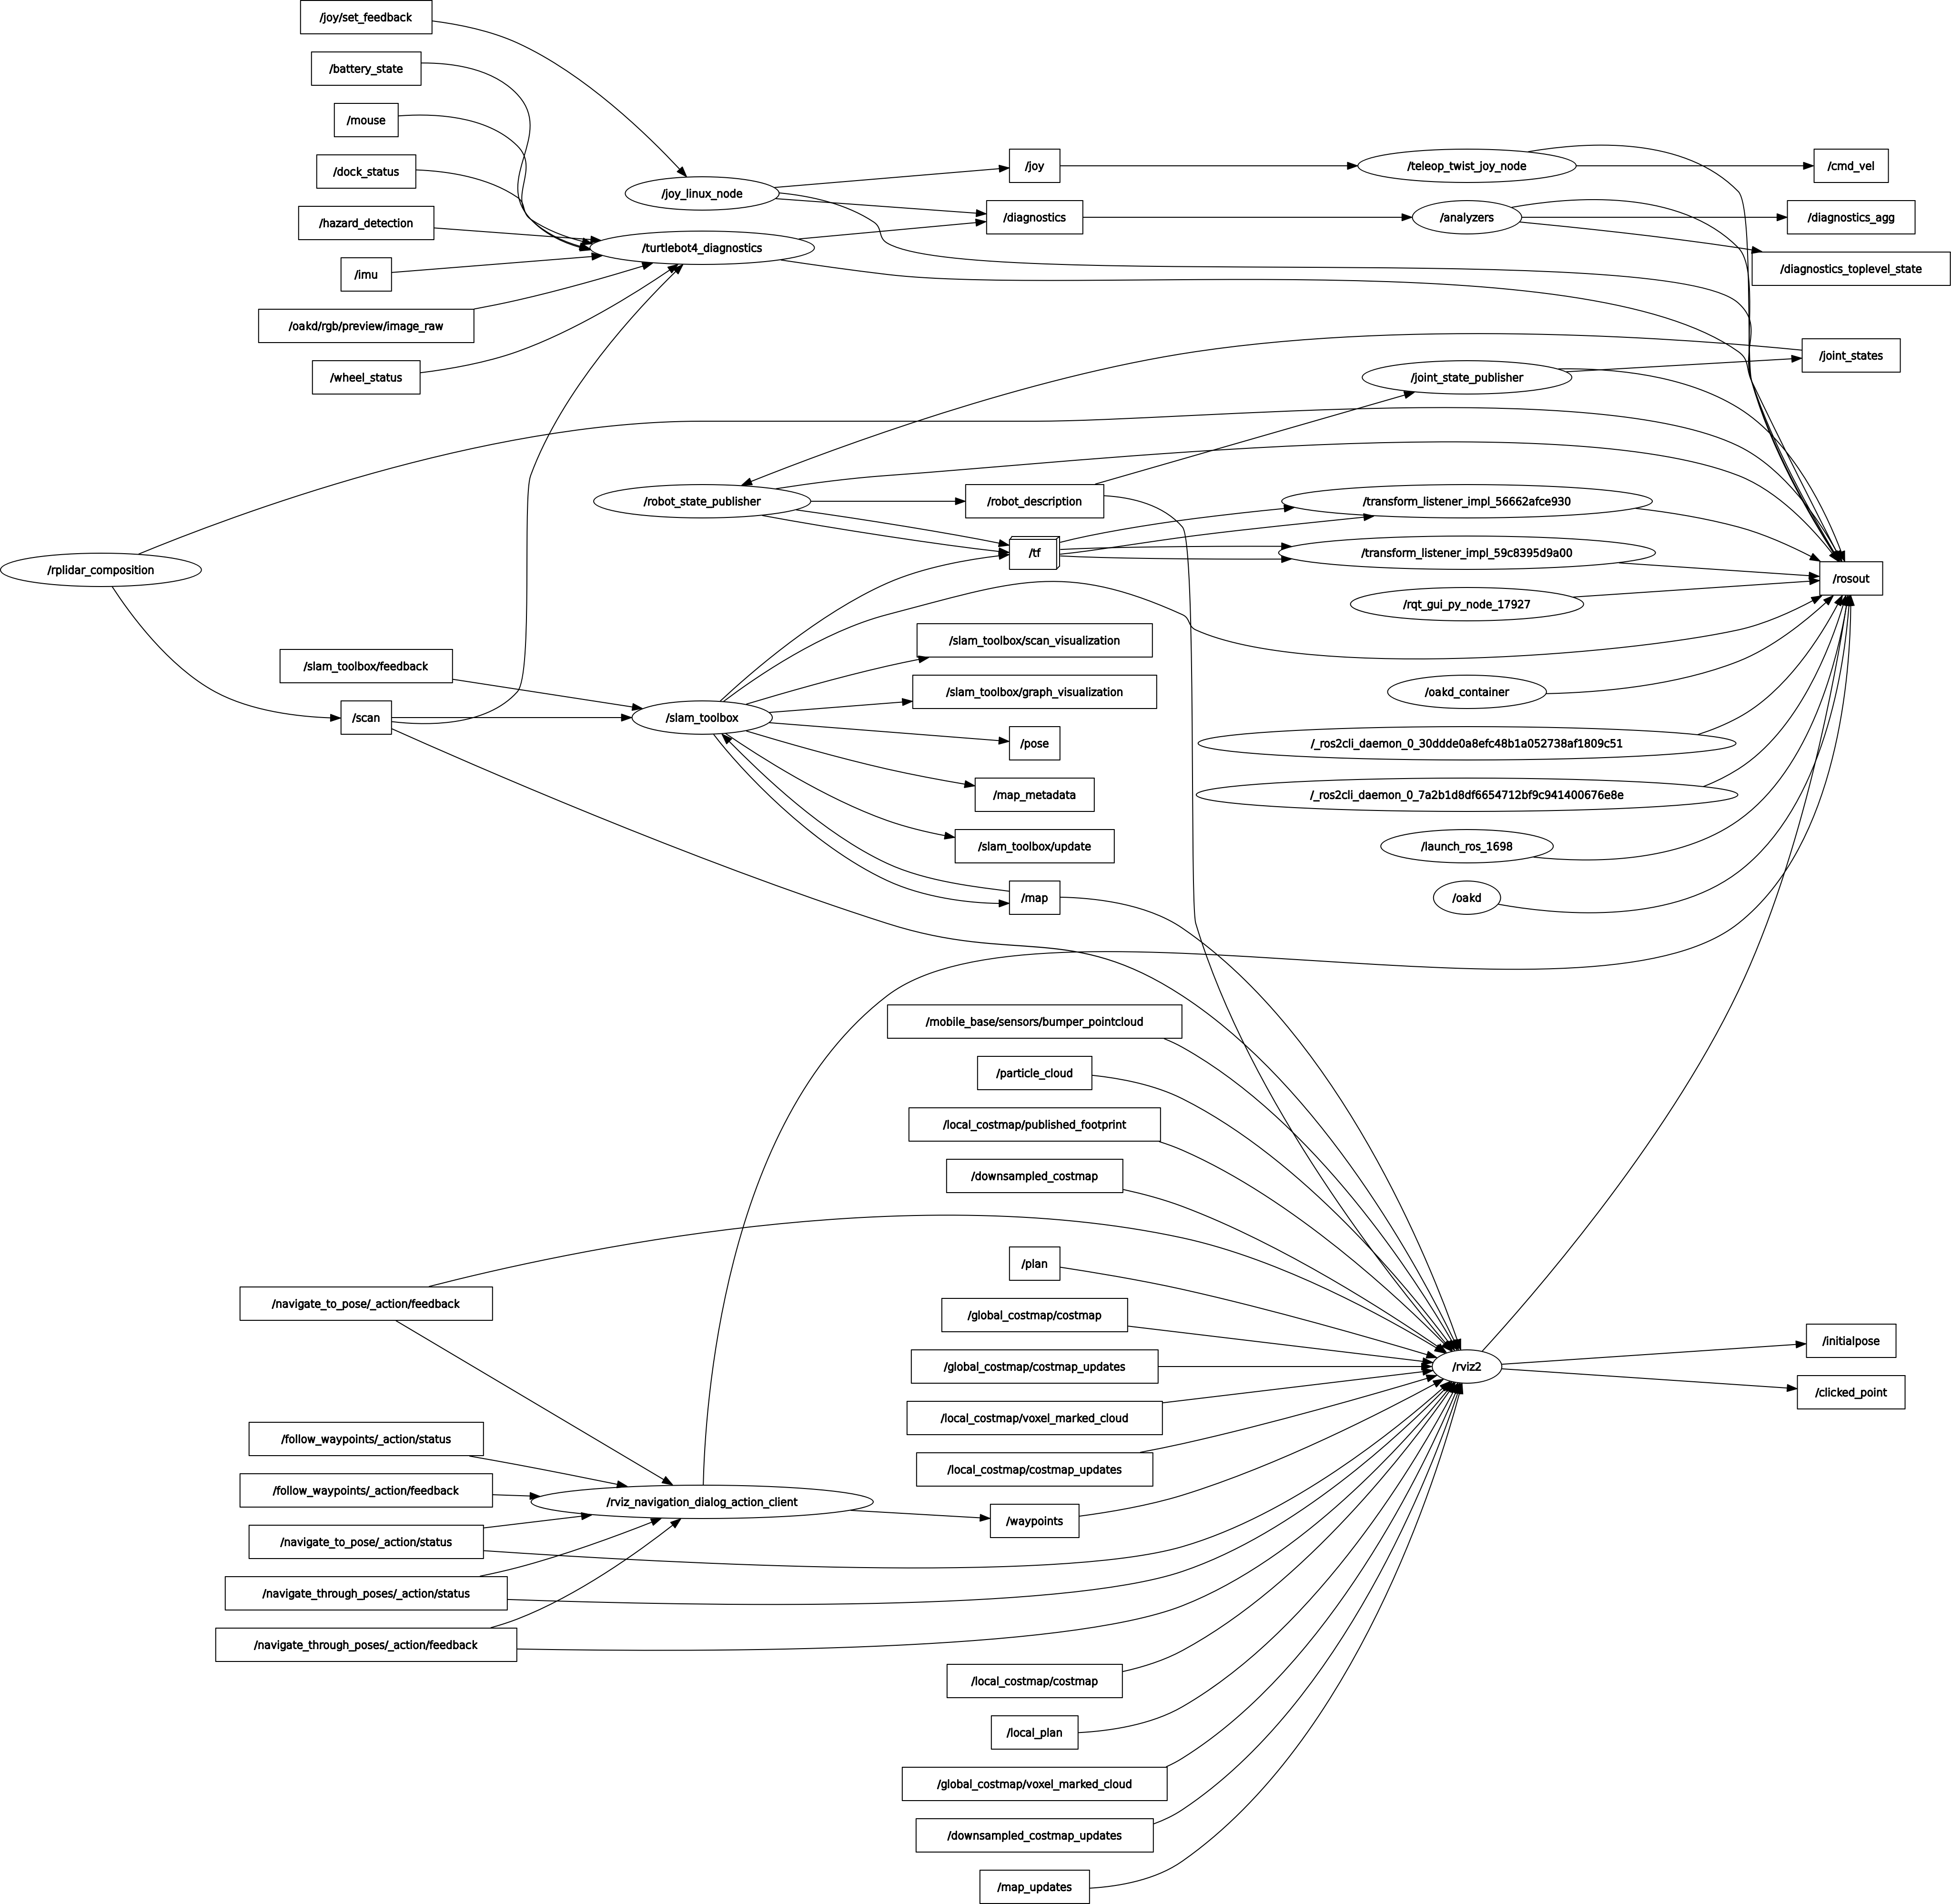 /joy/set_feedback
/battery_state
/mouse
/dock_status
/hazard_detection
/imu
/oakd/rgb/preview/image_raw
/wheel_status
/joy_linux_node
/turtlebot4_diagnostics
/joy
/diagnostics
/teleop_twist_joy_node
/analyzers
/cmd_vel
/diagnostics_agg
/diagnostics_toplevel_state
/joint_states
/joint_state_publisher
/robot_state_publisher
/robot_description
/tf
/transform_listener_impl_56662afce930
/transform_listener_impl_59c8395d9a00
/rqt_gui_py_node_17927
/rosout
/rplidar_composition
/slam_toolbox/feedback
/scan
/slam_toolbox
/slam_toolbox/scan_visualization
/slam_toolbox/graph_visualization
/pose
/map_metadata
/slam_toolbox/update
/map
/oakd_container
/_ros2cli_daemon_0_30ddde0a8efc48b1a052738af1809c51
/_ros2cli_daemon_0_7a2b1d8df6654712bf9c941400676e8e
/launch_ros_1698
/oakd
/mobile_base/sensors/bumper_pointcloud
/particle_cloud
/local_costmap/published_footprint
/downsampled_costmap
/plan
/global_costmap/costmap
/global_costmap/costmap_updates
/local_costmap/voxel_marked_cloud
/local_costmap/costmap_updates
/waypoints
/rviz2
/initialpose
/clicked_point
/navigate_to_pose/_action/feedback
/follow_waypoints/_action/status
/follow_waypoints/_action/feedback
/navigate_to_pose/_action/status
/navigate_through_poses/_action/status
/navigate_through_poses/_action/feedback
/rviz_navigation_dialog_action_client
/local_costmap/costmap
/local_plan
/global_costmap/voxel_marked_cloud
/downsampled_costmap_updates
/map_updates